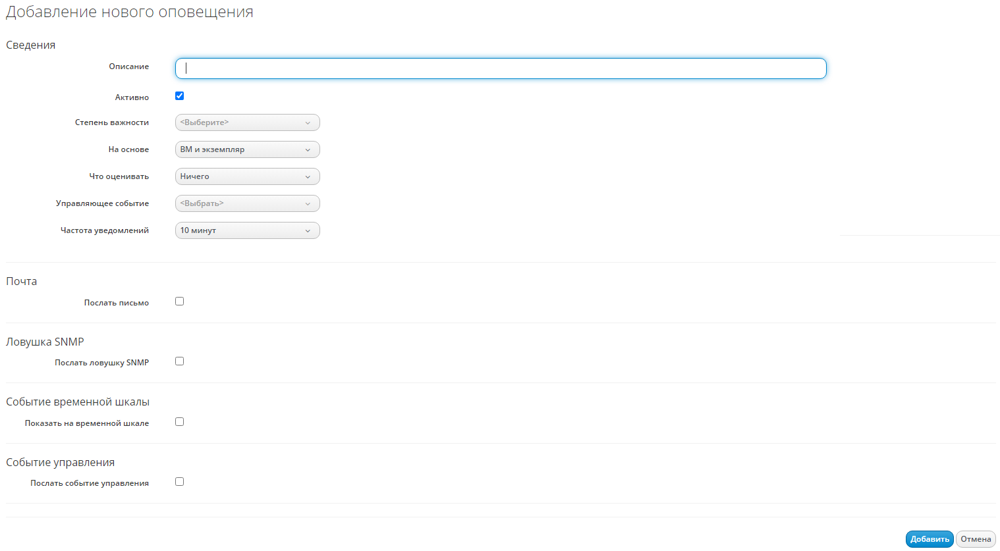 Добавление нового оповещения
Сведения
Описание
Активно
Степень важности <Выберите>
На основе ВМ и экземпляр
Что оценивать Ничего
Управляющее событие <Выбрать>
Частота уведомлений 10 минут
Почта
Послать письмо
Ловушка SNMP
Послать ловушку SNMP
Событие временной шкалы
Показать на временной шкале
Событие управления
Послать событие управления
Добавить Отмена